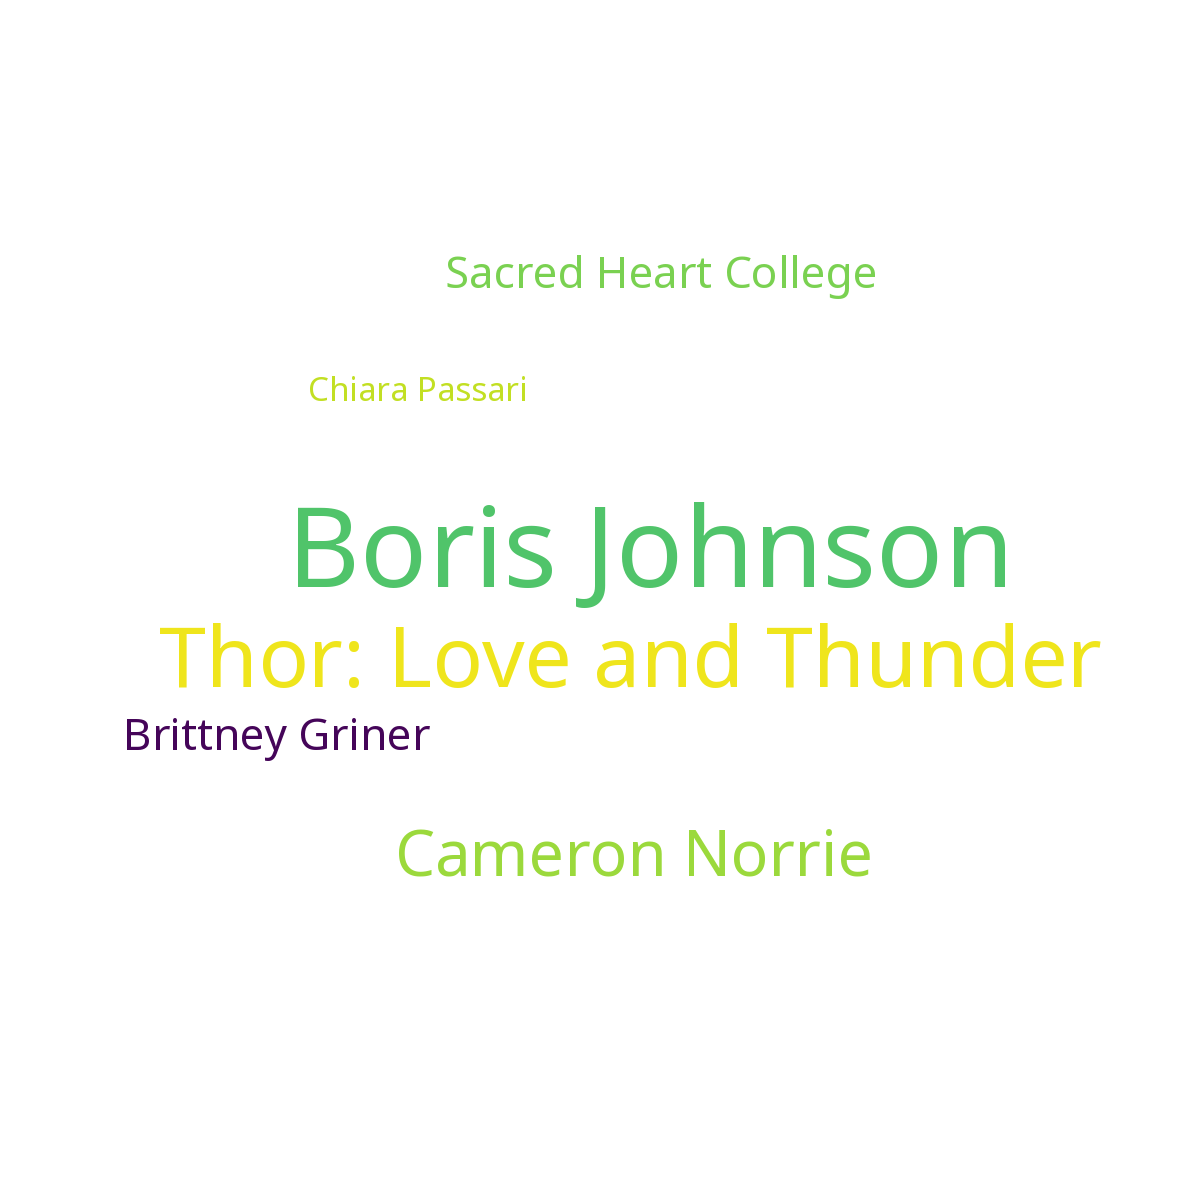 Sacred Heart College
Chiara Passari
Boris Johnson
Thor: Love and Thunder
Brittney Griner
Cameron Norrie